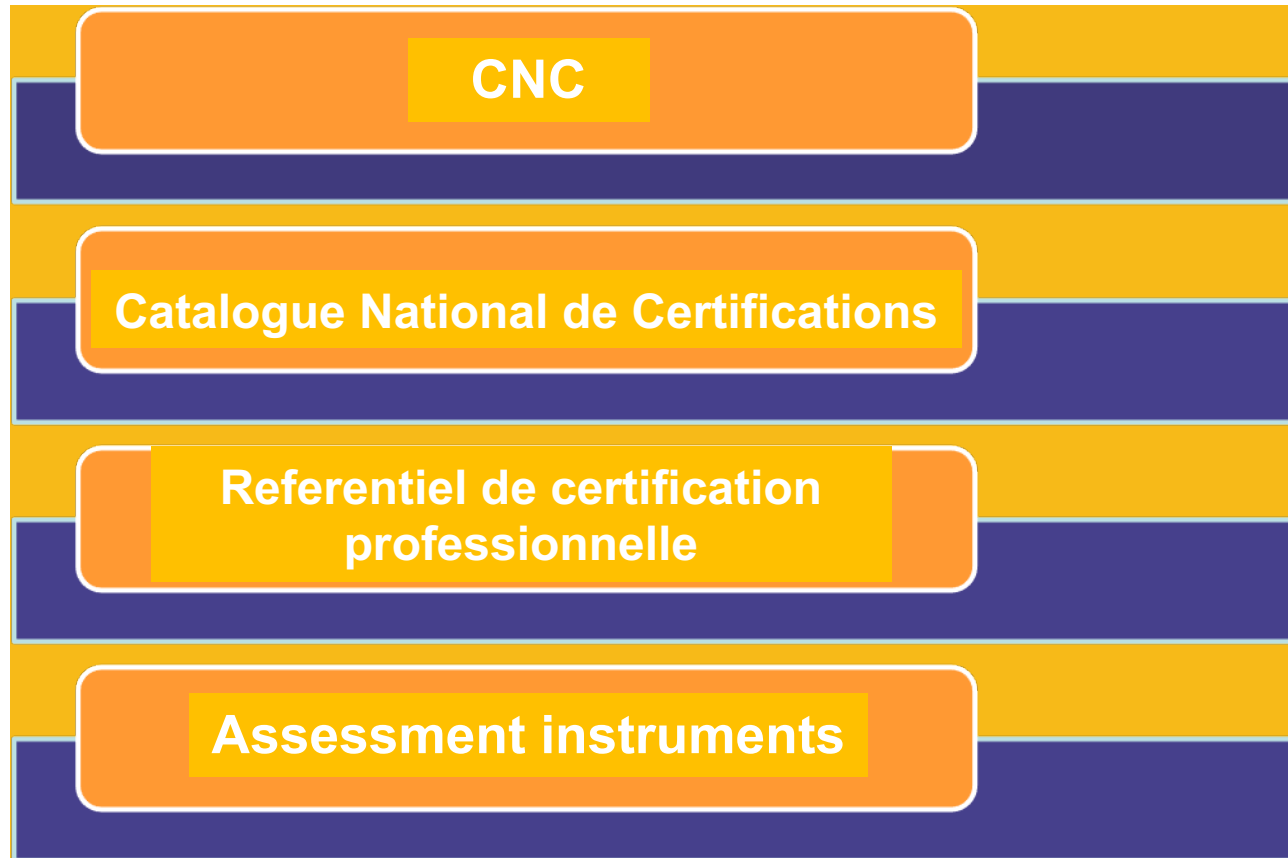 CNC
Catalogue National de Certifications
Referentiel de certification
professionnelle
Assessment instruments